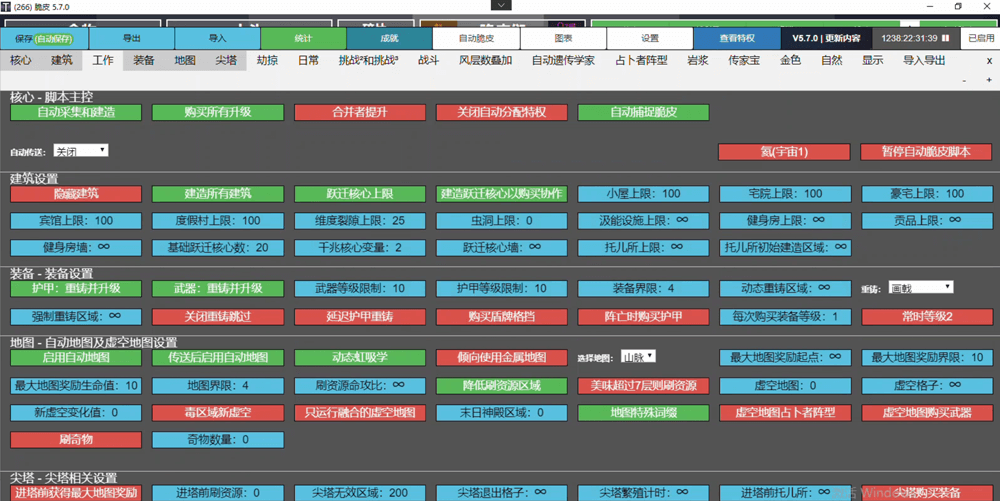 (266) 脆皮 5.7.0
保存 (自动保存) 导出 导入 统计 成就 自动脆皮 图表 设置 查看特权 V5.7.0 | 更新内容 1238.22:31:39 已启用
核心 建筑 工作 装备 地图 尖塔 劫掠 日常 挑战²和挑战³ 战斗 风层数叠加 自动遗传学家 占卜者阵型 岩浆 传家宝 金色 自然 显示 导入导出 x
- +
核心 - 脚本主控
自动采集和建造 购买所有升级 合并者提升 关闭自动分配特权 自动捕捉脆皮
自动传送: 关闭 氦(宇宙1) 暂停自动脆皮脚本
建筑设置
隐藏建筑 建造所有建筑 跃迁核心上限 建造跃迁核心以购买协作 小屋上限: 100 宅院上限: 100 豪宅上限: 100
宾馆上限: 100 度假村上限: 100 维度裂隙上限: 25 虫洞上限: 0 汲能设施上限: ∞ 健身房上限: ∞ 贡品上限: ∞
健身房墙: ∞ 基础跃迁核心数: 20 千兆核心变量: 2 跃迁核心墙: ∞ 托儿所上限: ∞ 托儿所初始建造区域: ∞
装备 - 装备设置
护甲: 重铸并升级 武器: 重铸并升级 武器等级限制: 10 护甲等级限制: 10 装备界限: 4 动态重铸区域: ∞ 重铸: 画戟
强制重铸区域: ∞ 关闭重铸跳过 延迟护甲重铸 购买盾牌格挡 阵亡时购买护甲 每次购买装备等级: 1 常时等级2
地图 - 自动地图及虚空地图设置
启用自动地图 传送后启用自动地图 动态虹吸学 倾向使用金属地图 选择地图: 山脉 最大地图奖励起点: ∞ 最大地图奖励界限: 10
最大地图奖励生命值: 10 地图界限: 4 刷资源命攻比: ∞ 降低刷资源区域 美味超过7层则刷资源 虚空地图: 0 虚空格子: ∞
新虚空变化值: 0 毒区域新虚空 只运行融合的虚空地图 末日神殿区域: 0 地图特殊词缀 虚空地图占卜者阵型 虚空地图购买武器
刷奇物 奇物数量: 0
尖塔 - 尖塔相关设置
进塔前获得最大地图奖励 进塔前刷资源: 0 尖塔无效区域: 200 尖塔退出格子: ∞ 尖塔繁殖计时: ∞ 进塔前托儿所: ∞ 尖塔购买装备